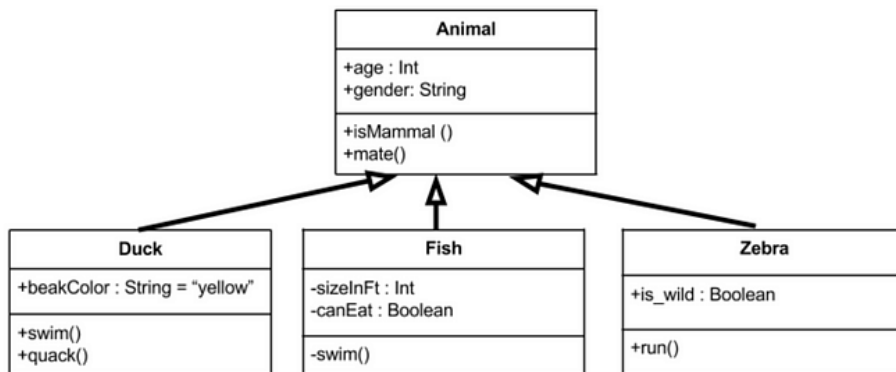 Animal
+age : Int
+gender: String
+isMammal ()
+mate()
Duck
+beakColor : String = “yellow”
+swim()
+quack()
Fish
-sizeInFt : Int
-canEat : Boolean
-swim()
Zebra
+is_wild : Boolean
+run()